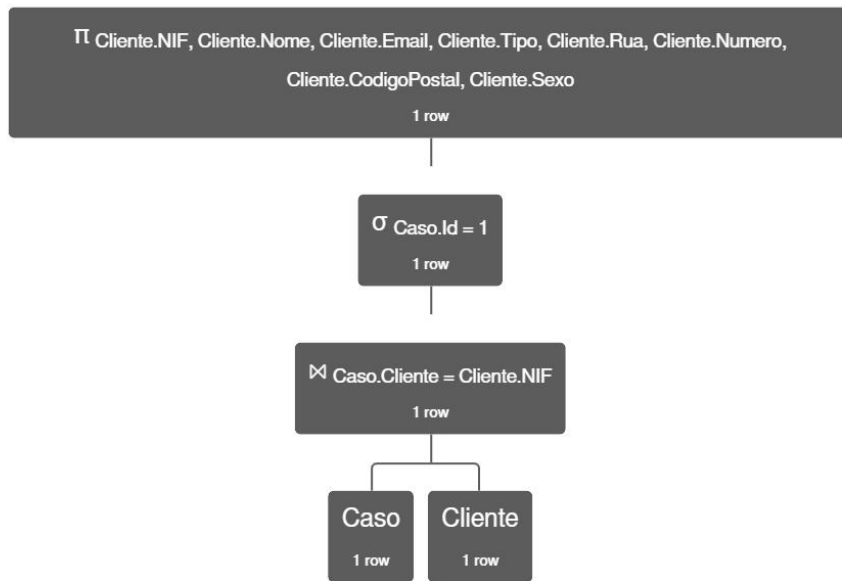 π Cliente.NIF, Cliente.Nome, Cliente.Email, Cliente.Tipo, Cliente.Rua, Cliente.Numero,
Cliente.CodigoPostal, Cliente.Sexo
1 row
σ Caso.Id = 1
1 row
⋈ Caso.Cliente = Cliente.NIF
1 row
Caso
1 row
Cliente
1 row